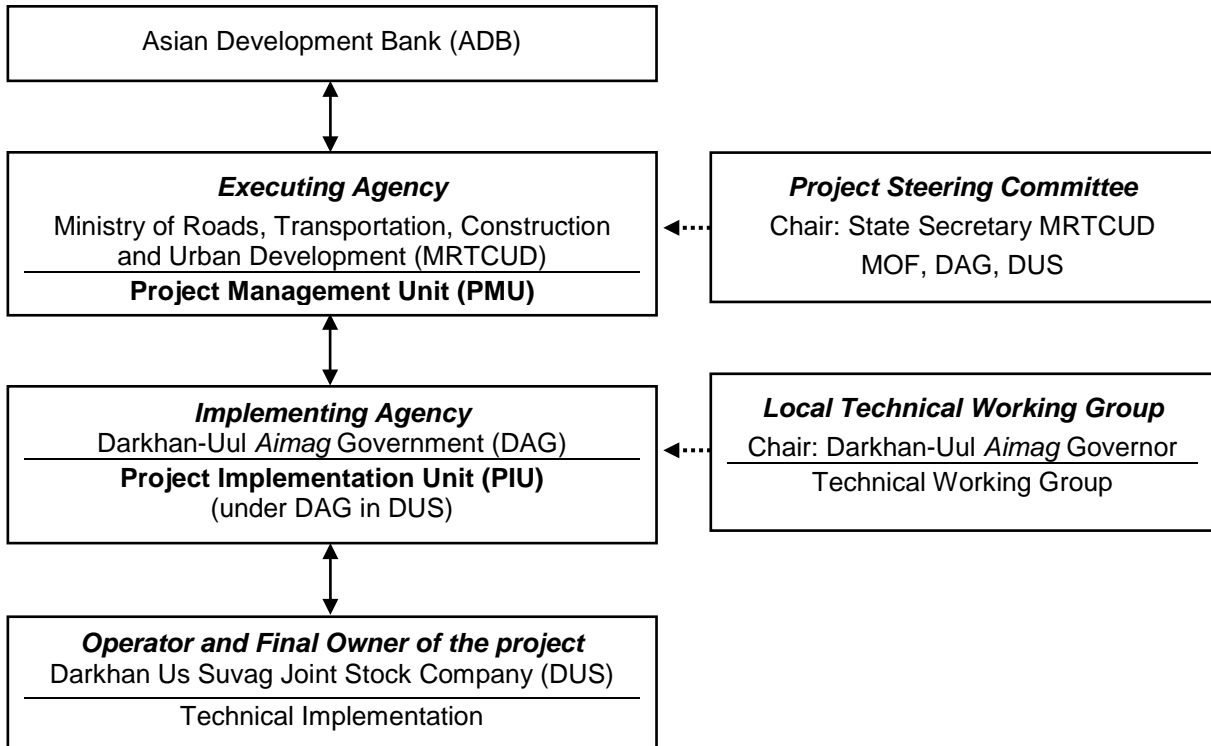 Asian Development Bank (ADB)
Executing Agency
Ministry of Roads, Transportation, Construction
and Urban Development (MRTCUD)
Project Management Unit (PMU)
Project Steering Committee
Chair: State Secretary MRTCUD
MOF, DAG, DUS
Implementing Agency
Darkhan-Uul Aimag Government (DAG)
Project Implementation Unit (PIU)
(under DAG in DUS)
Local Technical Working Group
Chair: Darkhan-Uul Aimag Governor
Technical Working Group
Operator and Final Owner of the project
Darkhan Us Suvag Joint Stock Company (DUS)
Technical Implementation